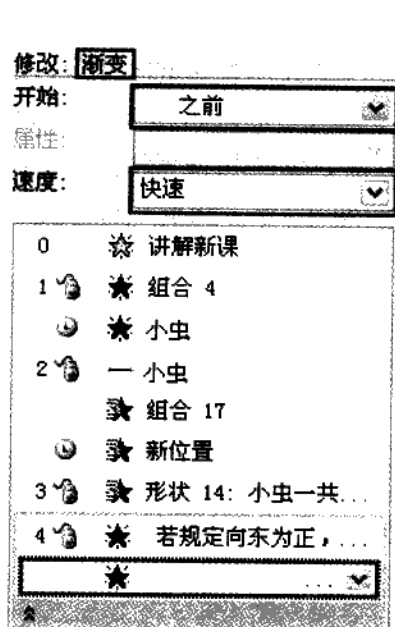 修改: 渐变
开始:
之前
属性:
速度:
快速
0 讲解新课
1 组合 4
小虫
2 小虫
组合 17
新位置
3 形状 14: 小虫一共...
4 若规定向东为正,...
...